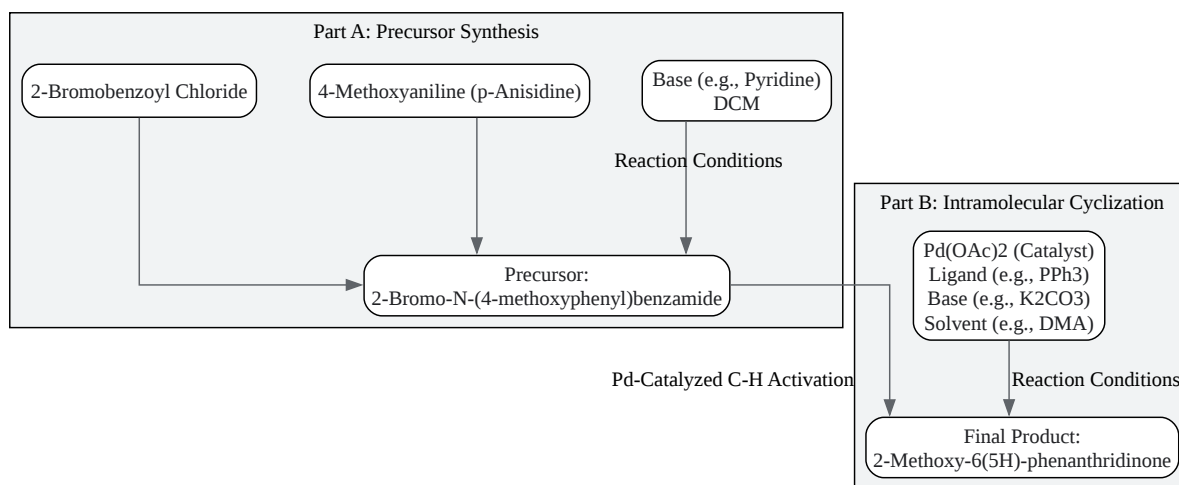 Part A: Precursor Synthesis
2-Bromobenzoyl Chloride
4-Methoxyaniline (p-Anisidine)
Base (e.g., Pyridine)
DCM
Reaction Conditions
Precursor:
2-Bromo-N-(4-methoxyphenyl)benzamide
Part B: Intramolecular Cyclization
Pd(OAc)2 (Catalyst)
Ligand (e.g., PPh3)
Base (e.g., K2CO3)
Solvent (e.g., DMA)
Pd-Catalyzed C-H Activation
Reaction Conditions
Final Product:
2-Methoxy-6(5H)-phenanthridinone